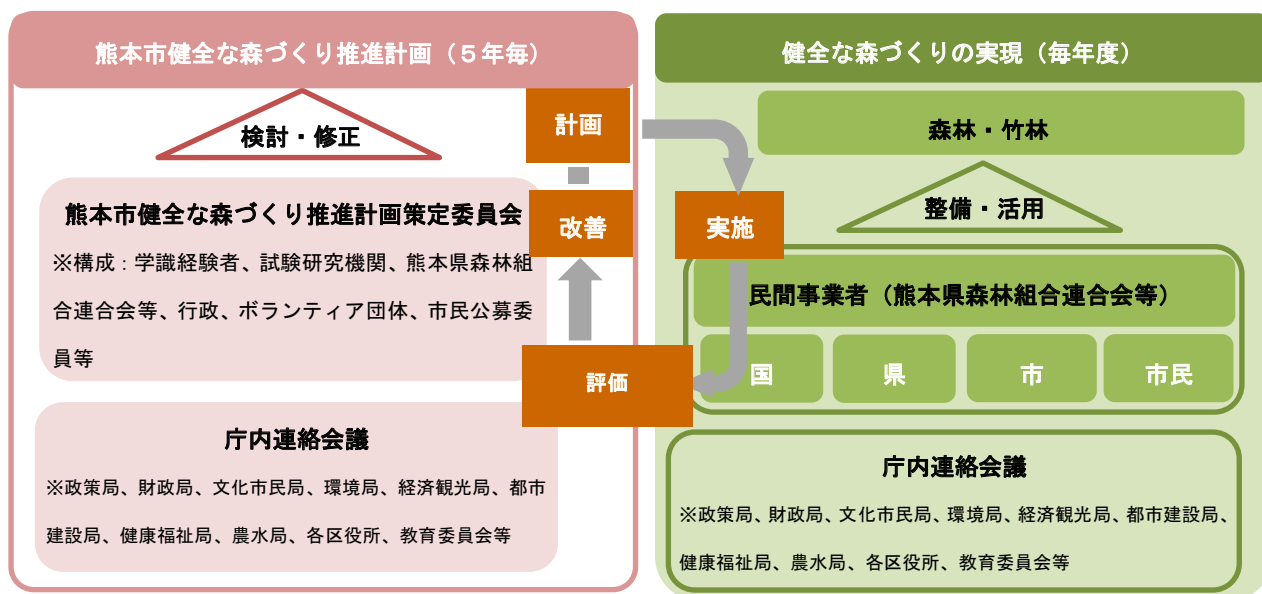 熊本市健全な森づくり推進計画（５年毎）
検討・修正
熊本市健全な森づくり推進計画策定委員会
※構成：学識経験者、試験研究機関、熊本県森林組
合連合会等、行政、ボランティア団体、市民公募委
員等
庁内連絡会議
※政策局、財政局、文化市民局、環境局、経済観光局、都市
建設局、健康福祉局、農水局、各区役所、教育委員会等
計画
改善
実施
評価
健全な森づくりの実現（毎年度）
森林・竹林
整備・活用
民間事業者（熊本県森林組合連合会等）
国
県
市
市民
庁内連絡会議
※政策局、財政局、文化市民局、環境局、経済観光局、都市建設局、
健康福祉局、農水局、各区役所、教育委員会等